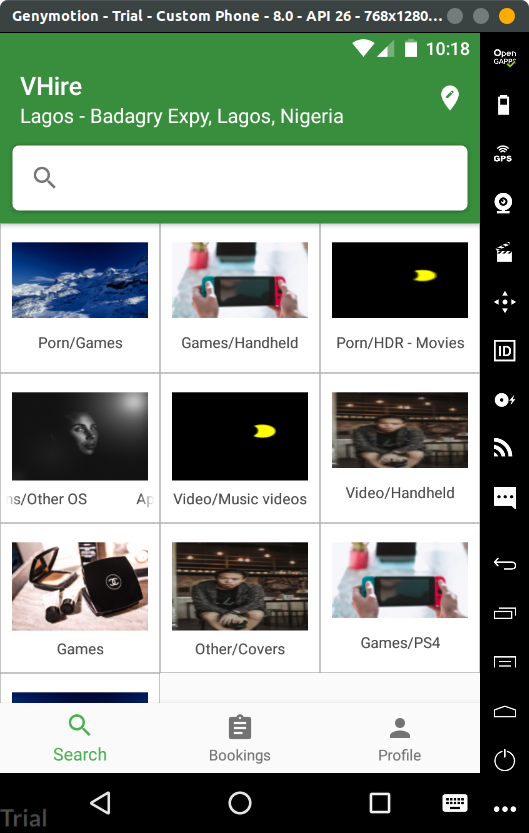 Genymotion - Trial - Custom Phone - 8.0 - API 26 - 768x1280...
10:18
Open
GAPPS
VHire
Lagos - Badagry Expy, Lagos, Nigeria
GPS
Porn/Games
Games/Handheld
Porn/HDR - Movies
ID
ns/Other OS
Ap
Video/Music videos
Video/Handheld
Games
Other/Covers
Games/PS4
Search
Bookings
Profile
Trial